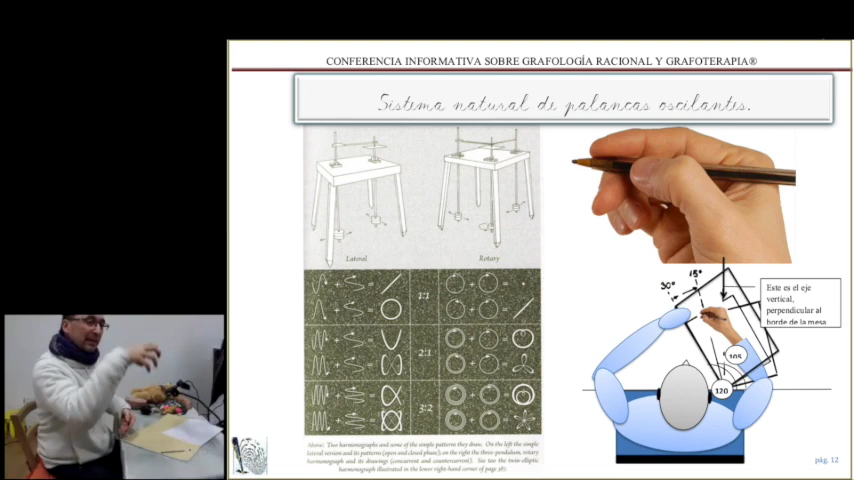 CONFERENCIA INFORMATIVA SOBRE GRAFOLOGÍA RACIONAL Y GRAFOTERAPIA®
Sistema natural de palancas oscilantes.
Lateral
Rotary
1:1
2:1
3:2
30°
15°
Este es el eje
vertical,
perpendicular al
borde de la mesa
105
120
Above: Two harmonographs and some of the simple patterns they draw. On the left the simple
lateral version and its patterns (open and closed phase); on the right the three-pendulum, rotary
harmonograph and its drawings (concurrent and countercurrent). See too the twin-elliptic
harmonograph illustrated in the lower right-hand corner of page 387.
pág. 12